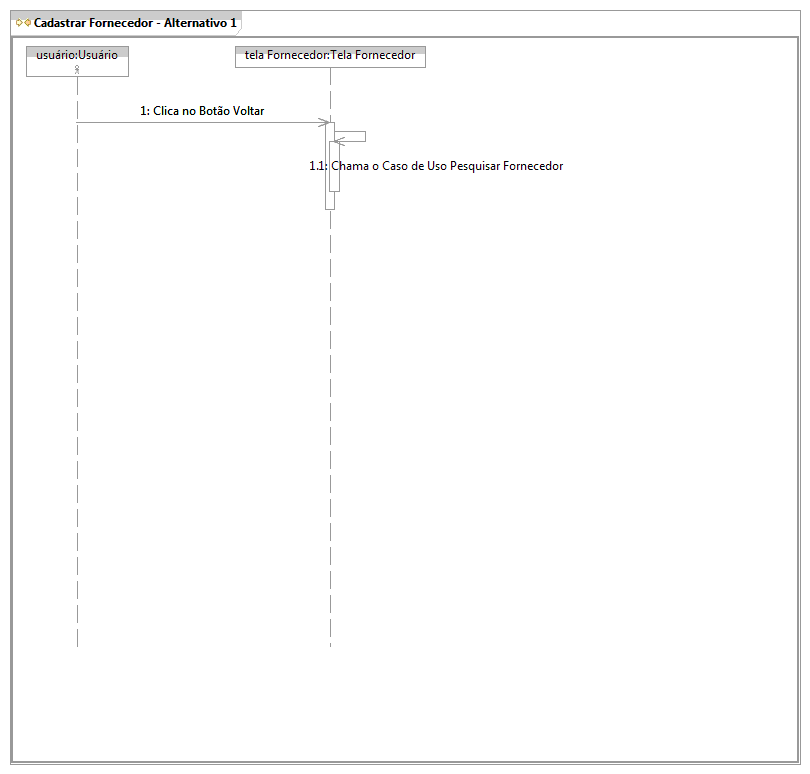 Cadastrar Fornecedor - Alternativo 1
usuário:Usuário
tela Fornecedor:Tela Fornecedor
1: Clica no Botão Voltar
1.1: Chama o Caso de Uso Pesquisar Fornecedor